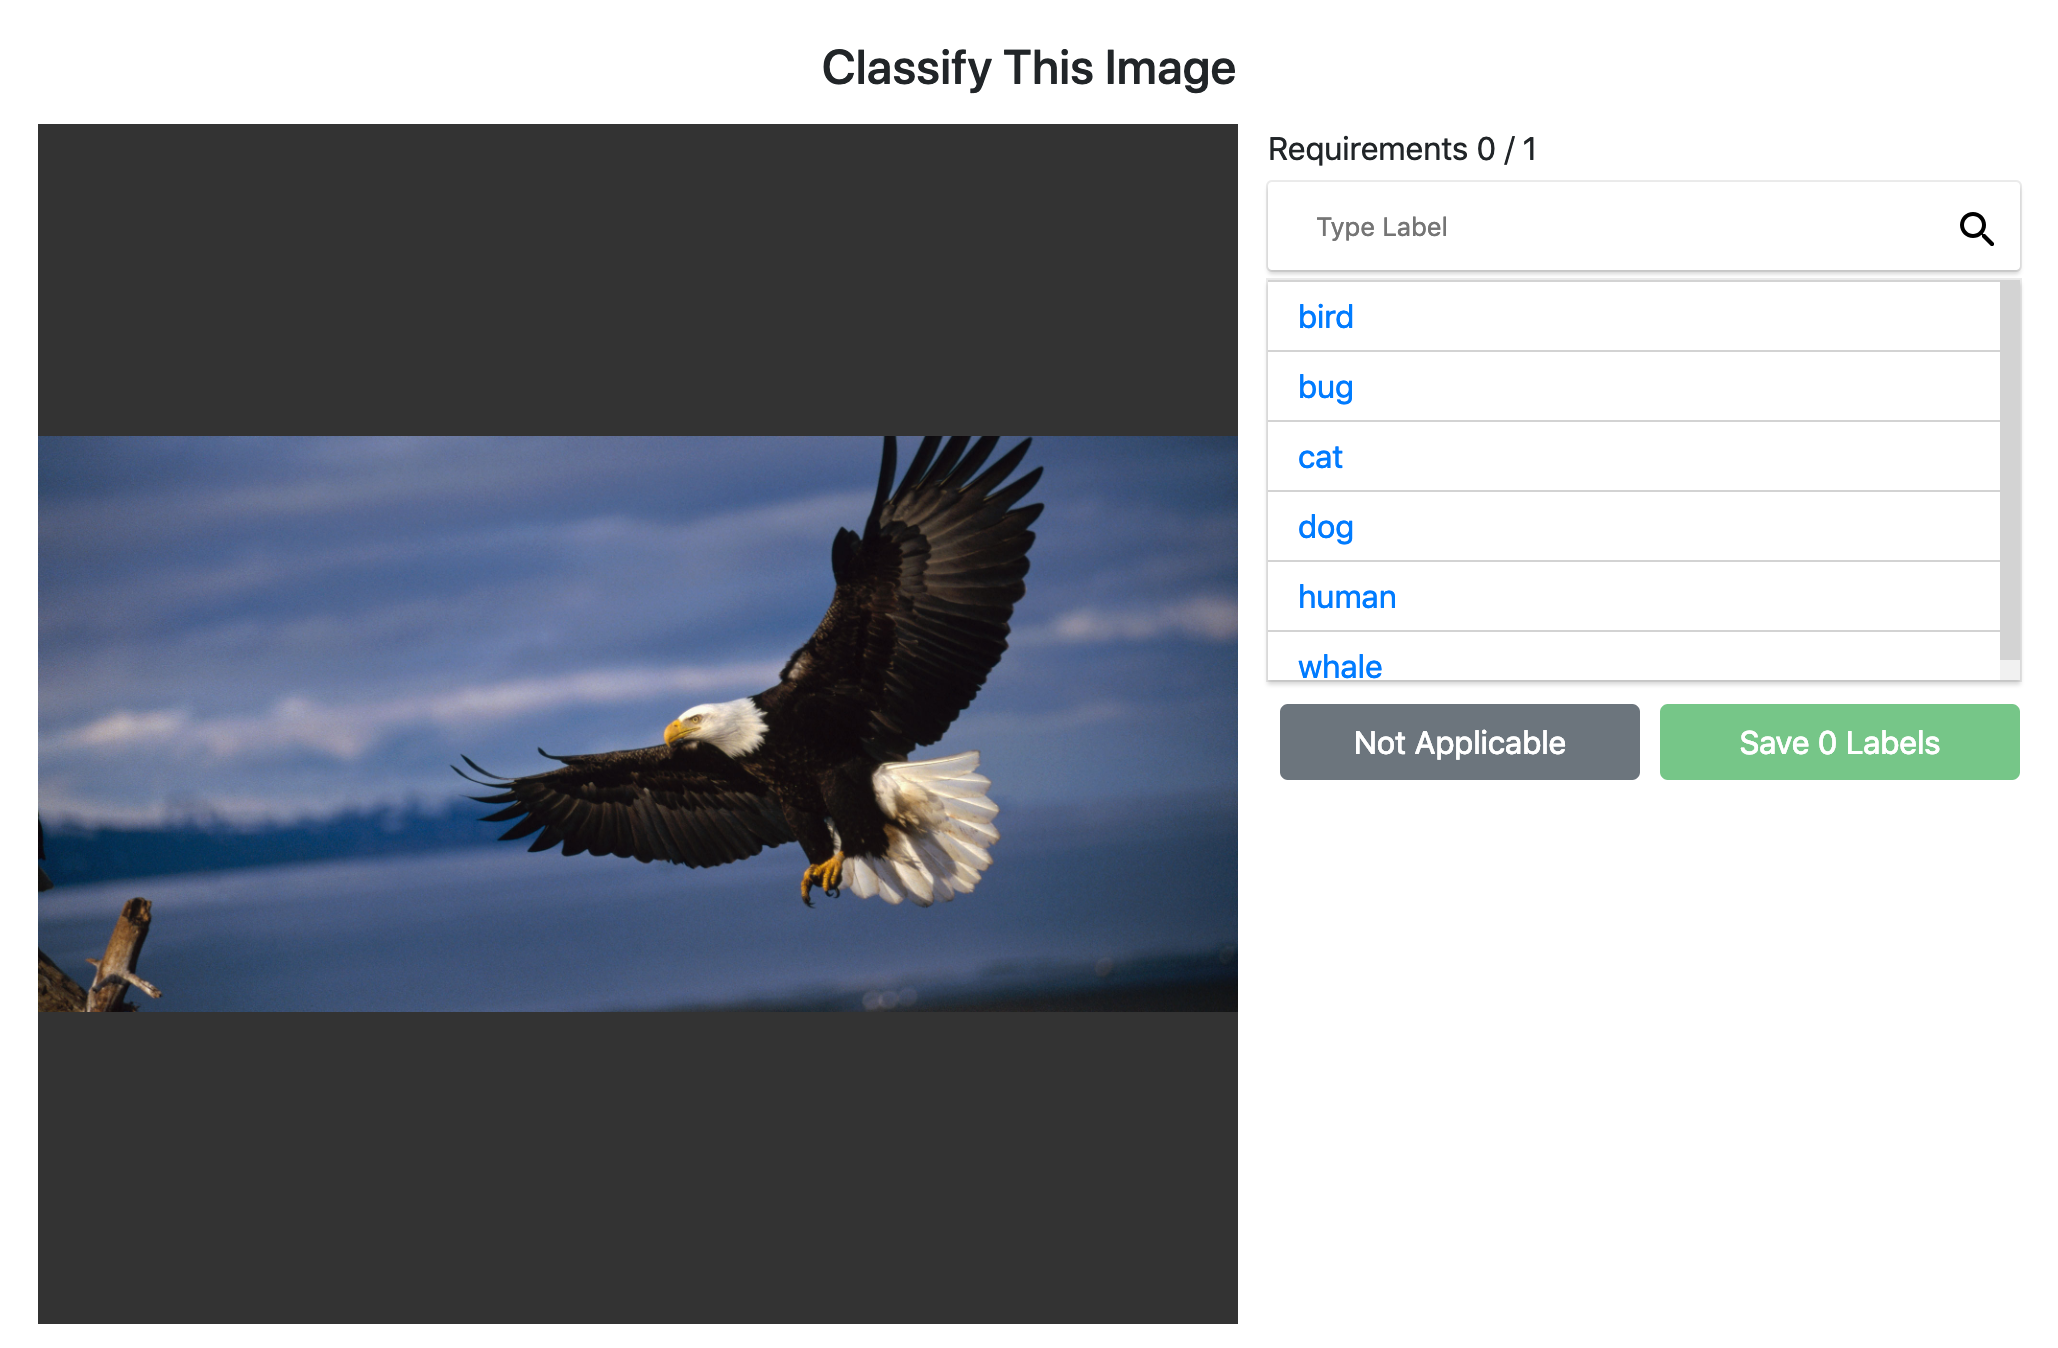 Classify This Image
Requirements 0 / 1
Type Label
bird
bug
cat
dog
human
whale
Not Applicable
Save 0 Labels